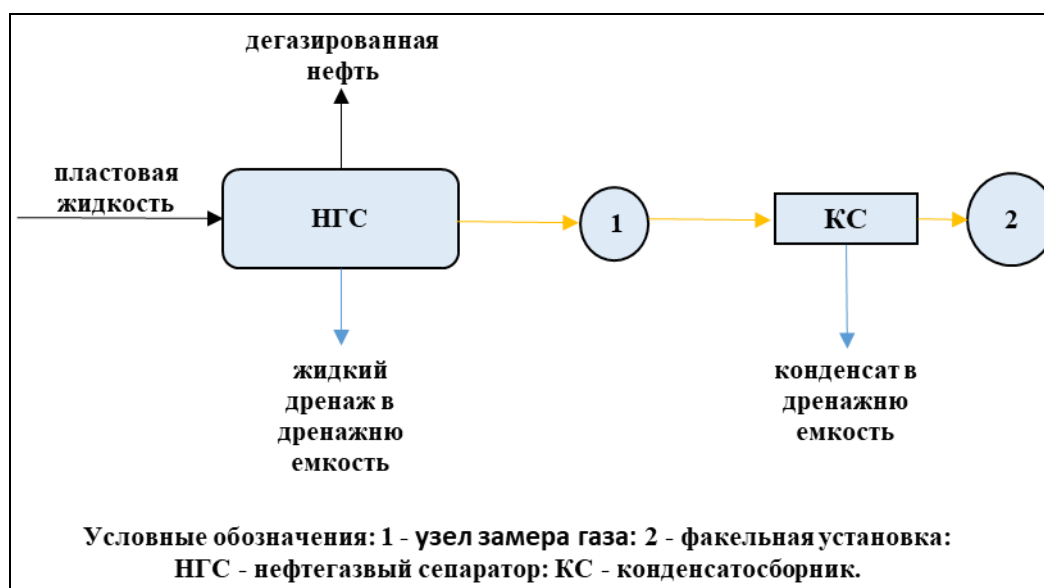 дегазированная
нефть
пластовая
жидкость
НГС
1
КС
2
жидкий
дренаж в
дренажню
емкость
конденсат в
дренажню
емкость
Условные обозначения: 1 - узел замера газа: 2 - факельная установка:
НГС - нефтегазвый сепаратор: КС - конденсатосборник.